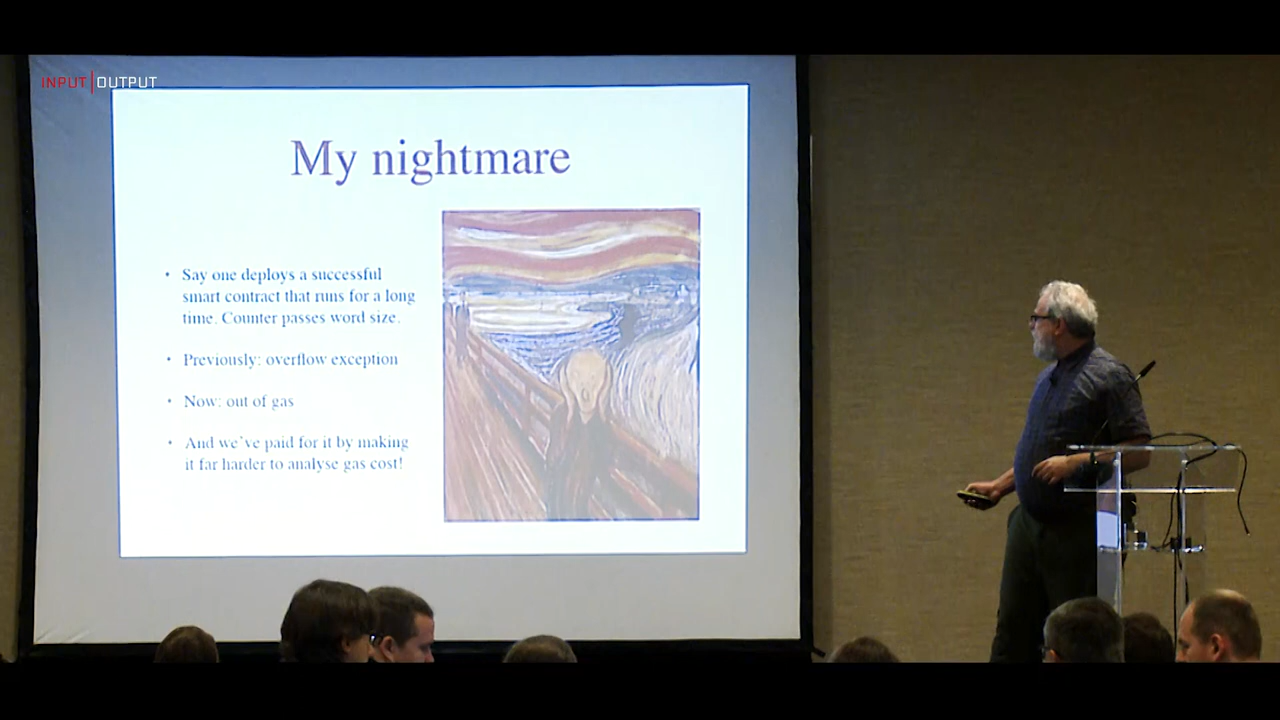 INPUT|OUTPUT
My nightmare
• Say one deploys a successful
smart contract that runs for a long
time. Counter passes word size.
• Previously: overflow exception
• Now: out of gas
• And we've paid for it by making
it far harder to analyse gas cost!